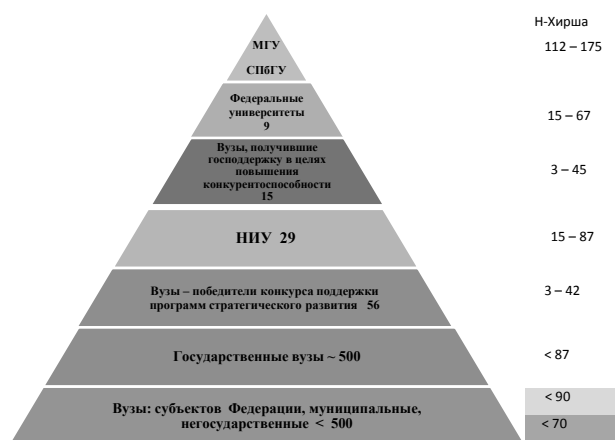 Н-Хирша
МГУ
СПбГУ
112 – 175
Федеральные
университеты
9
15 – 67
Вузы, получившие
господдержку в целях
повышения
конкурентоспособности
15
3 – 45
НИУ 29
15 – 87
Вузы – победители конкурса поддержки
программ стратегического развития 56
3 – 42
Государственные вузы ~ 500
< 87
Вузы: субъектов Федерации, муниципальные,
негосударственные < 500
< 90
< 70